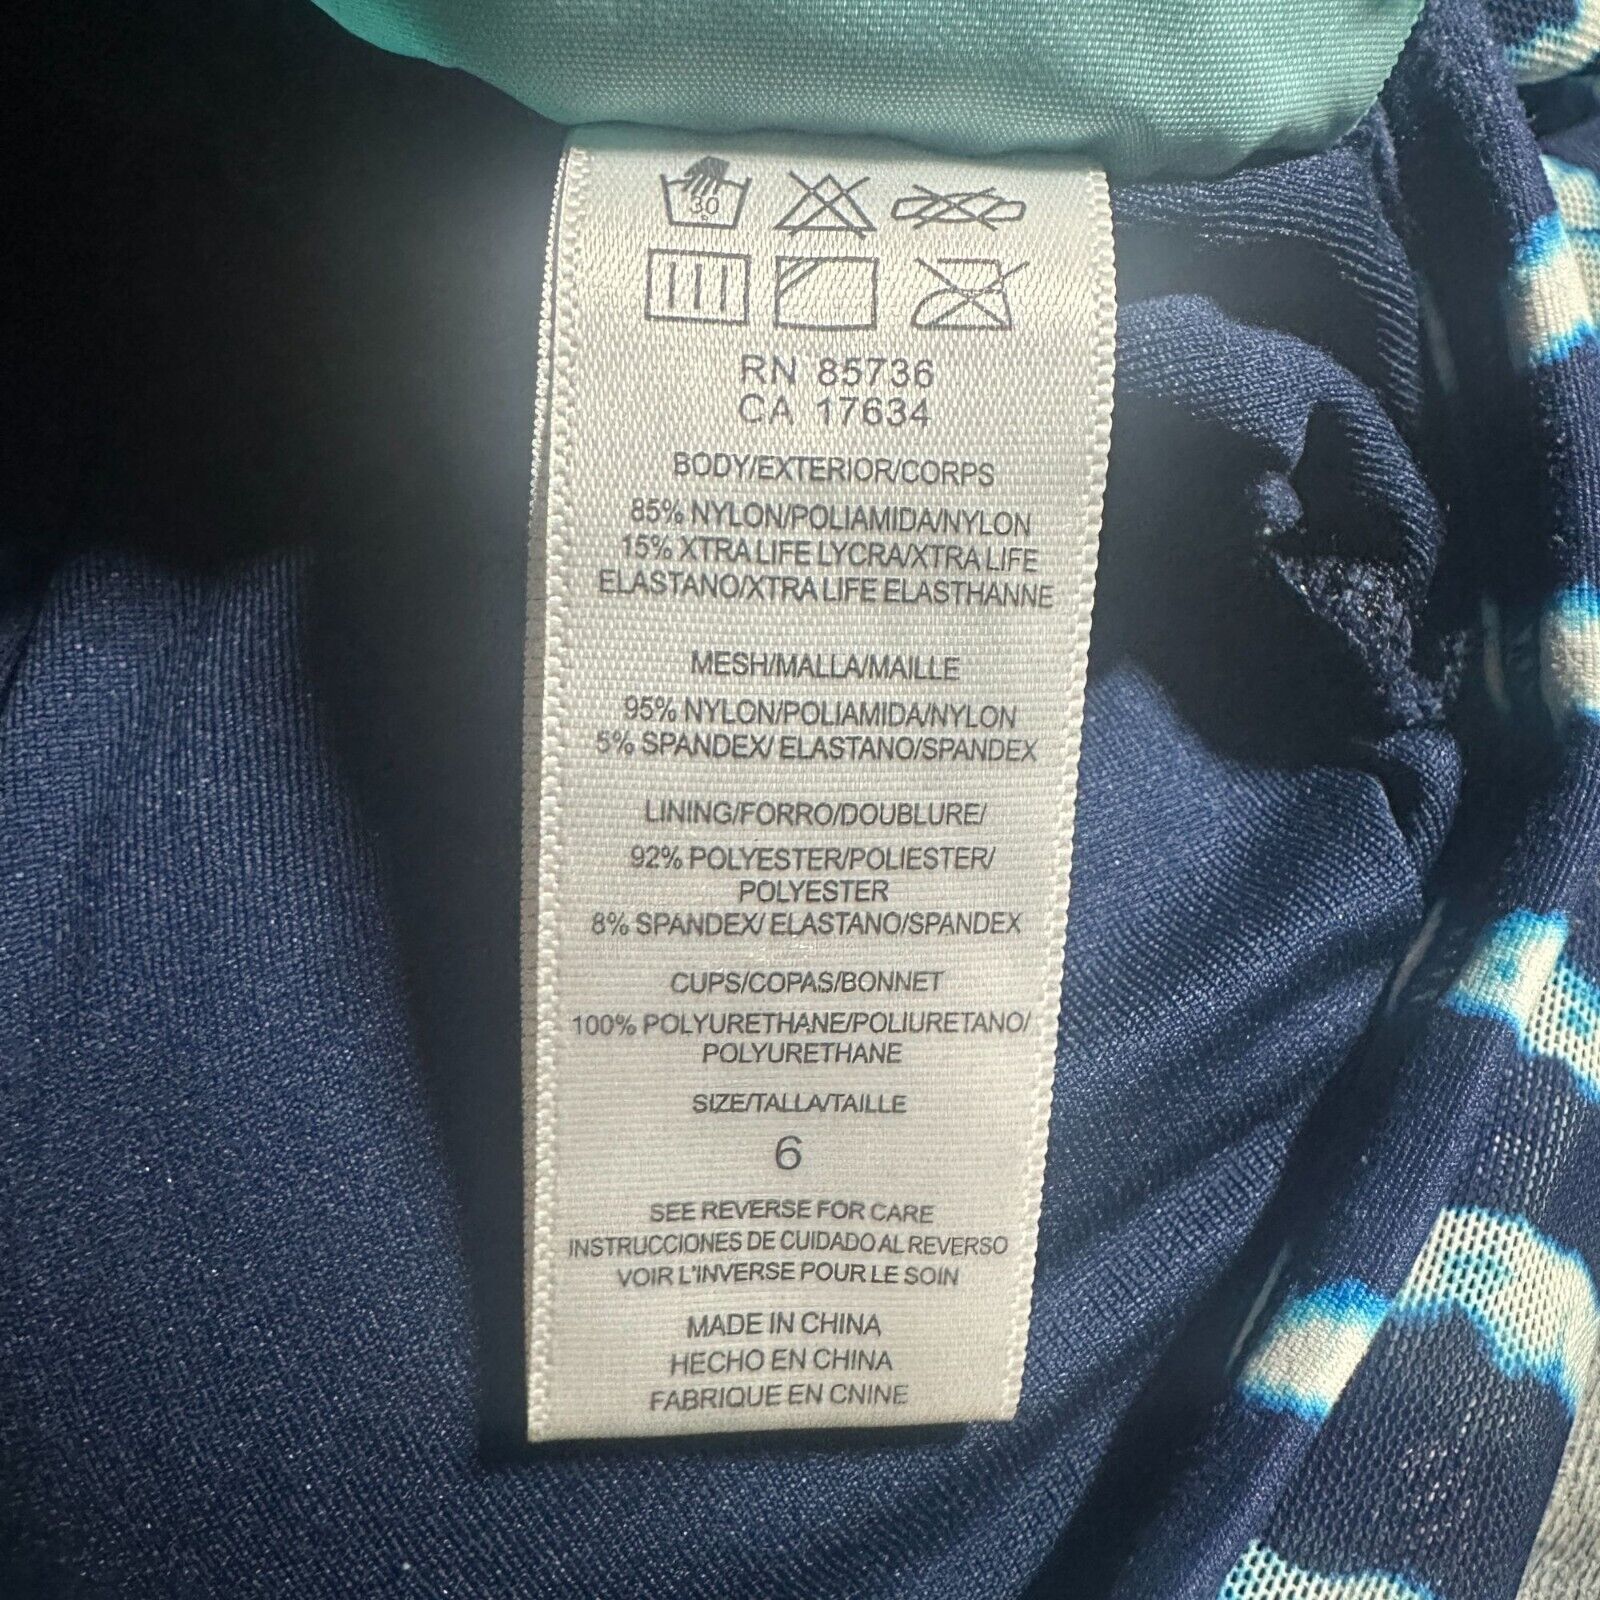 30
RN 85736
CA 17634
BODY/EXTERIOR/CORPS
85% NYLON/POLIAMIDA/NYLON
15% XTRA LIFE LYCRA/XTRA LIFE
ELASTANO/XTRA LIFE ELASTHANNE
MESH/MALLA/MAILLE
95% NYLON/POLIAMIDA/NYLON
5% SPANDEX/ ELASTANO/SPANDEX
LINING/FORRO/DOUBLURE/
92% POLYESTER/POLIESTER/
POLYESTER
8% SPANDEX/ ELASTANO/SPANDEX
CUPS/COPAS/BONNET
100% POLYURETHANE/POLIURETANO/
POLYURETHANE
SIZE/TALLA/TAILLE
6
SEE REVERSE FOR CARE
INSTRUCCIONES DE CUIDADO AL REVERSO
VOIR L'INVERSE POUR LE SOIN
MADE IN CHINA
HECHO EN CHINA
FABRIQUE EN CNINE